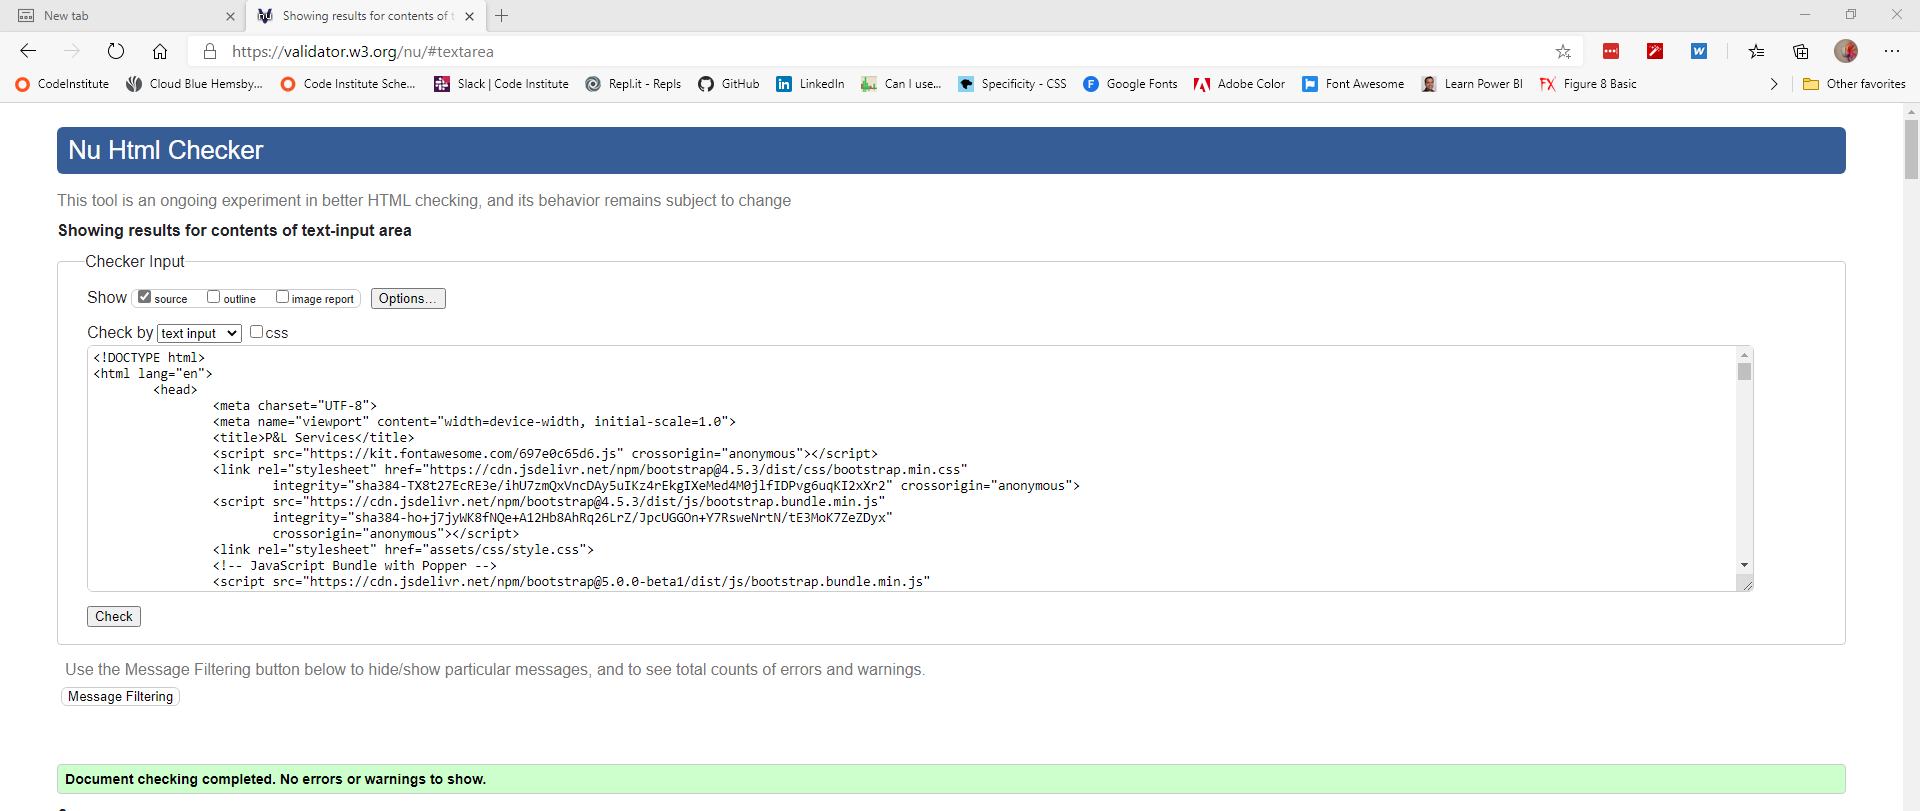 New tab
Showing results for contents of t
https://validator.w3.org/nu/#textarea
CodeInstitute
Cloud Blue Hemsby...
Code Institute Sche...
Slack | Code Institute
Repl.it - Repls
GitHub
LinkedIn
Can I use...
Specificity - CSS
Google Fonts
Adobe Color
Font Awesome
Learn Power BI
Figure 8 Basic
Other favorites
Nu Html Checker
This tool is an ongoing experiment in better HTML checking, and its behavior remains subject to change
Showing results for contents of text-input area
Checker Input
Show source outline image report Options...
Check by text input css
<!DOCTYPE html>
<html lang="en">
<head>
<meta charset="UTF-8">
<meta name="viewport" content="width=device-width, initial-scale=1.0">
<title>P&L Services</title>
<script src="https://kit.fontawesome.com/697e0c65d6.js" crossorigin="anonymous"></script>
<link rel="stylesheet" href="https://cdn.jsdelivr.net/npm/bootstrap@4.5.3/dist/css/bootstrap.min.css"
integrity="sha384-TX8t27EcRE3e/ihU7zmQxVncDAy5uIKz4rEkgIXeMed4M0jlfIDPvg6uqKI2xXr2" crossorigin="anonymous">
<script src="https://cdn.jsdelivr.net/npm/bootstrap@4.5.3/dist/js/bootstrap.bundle.min.js"
integrity="sha384-ho+j7jyWK8fNQe+A12Hb8AhRq26LrZ/JpcUGGOn+Y7RsweNrtN/tE3MoK7ZeZDyx"
crossorigin="anonymous"></script>
<link rel="stylesheet" href="assets/css/style.css">
<!-- JavaScript Bundle with Popper -->
<script src="https://cdn.jsdelivr.net/npm/bootstrap@5.0.0-beta1/dist/js/bootstrap.bundle.min.js"
Check
Use the Message Filtering button below to hide/show particular messages, and to see total counts of errors and warnings.
Message Filtering
Document checking completed. No errors or warnings to show.